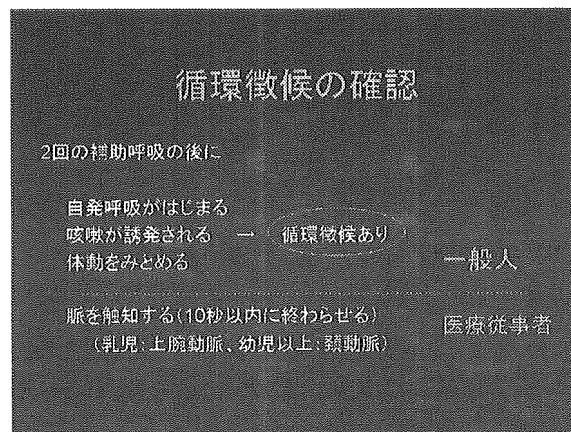 循環徴候の確認
2回の補助呼吸の後に
自発呼吸がはじまる
咳嗽が誘発される → 循環徴候あり
体動をみとめる
一般人
脈を触知する(10秒以内に終わらせる)
医療従事者
(乳児:上腕動脈、幼児以上:頚動脈)